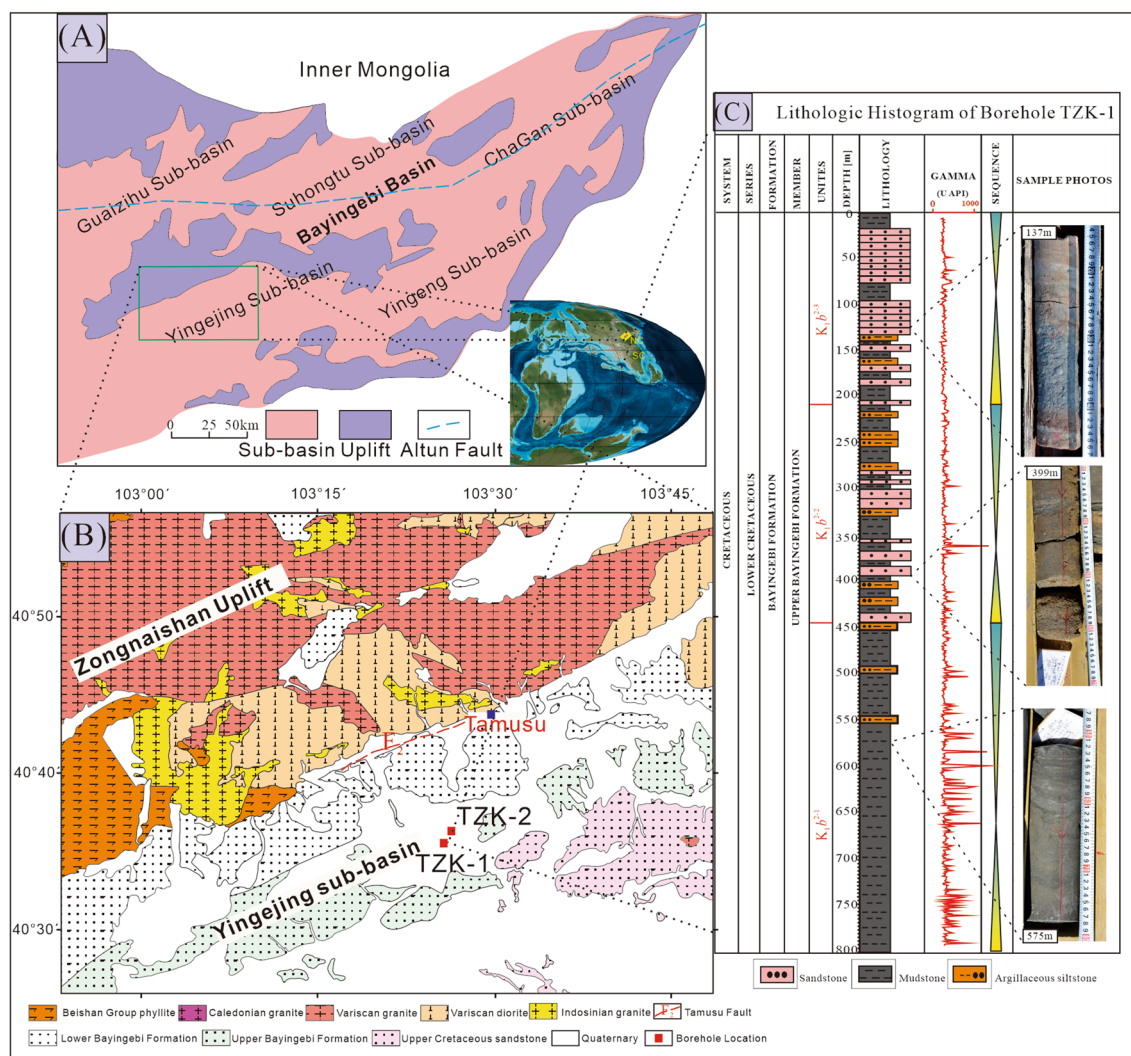 (A)
Inner Mongolia
Guaizihu Sub-basin
Suhongtu Sub-basin
ChaGan Sub-basin
Bayingebi Basin
Yingejing Sub-basin
Yingeng Sub-basin
0 25 50km
Sub-basin Uplift Altun Fault
103°00' 103°15' 103°30' 103°45'
(B)
Zongnaishan Uplift
40°50'
40°40'
40°30'
F
Tamusu
TZK-2
TZK-1
Yingejing sub-basin
Beishan Group phyllite
Caledonian granite
Variscan granite
Variscan diorite
Indosinian granite
F
Tamusu Fault
Lower Bayingebi Formation
Upper Bayingebi Formation
Upper Cretaceous sandstone
Quaternary
Borehole Location
(C)
Lithologic Histogram of Borehole TZK-1
SYSTEM
SERIES
FORMATION
MEMBER
UNITES
DEPTH [m]
LITHOLOGY
GAMMA
(U API)
0 1000
SEQUENCE
SAMPLE PHOTOS
CRETACEOUS
LOWER CRETACEOUS
BAYINGEBI FORMATION
UPPER BAYINGEBI FORMATION
K₁b²⁻³
K₁b²⁻²
K₁b²⁻¹
0
50
100
150
200
250
300
350
400
450
500
550
600
650
700
750
800
137m
399m
575m
Sandstone
Mudstone
Argillaceous siltstone